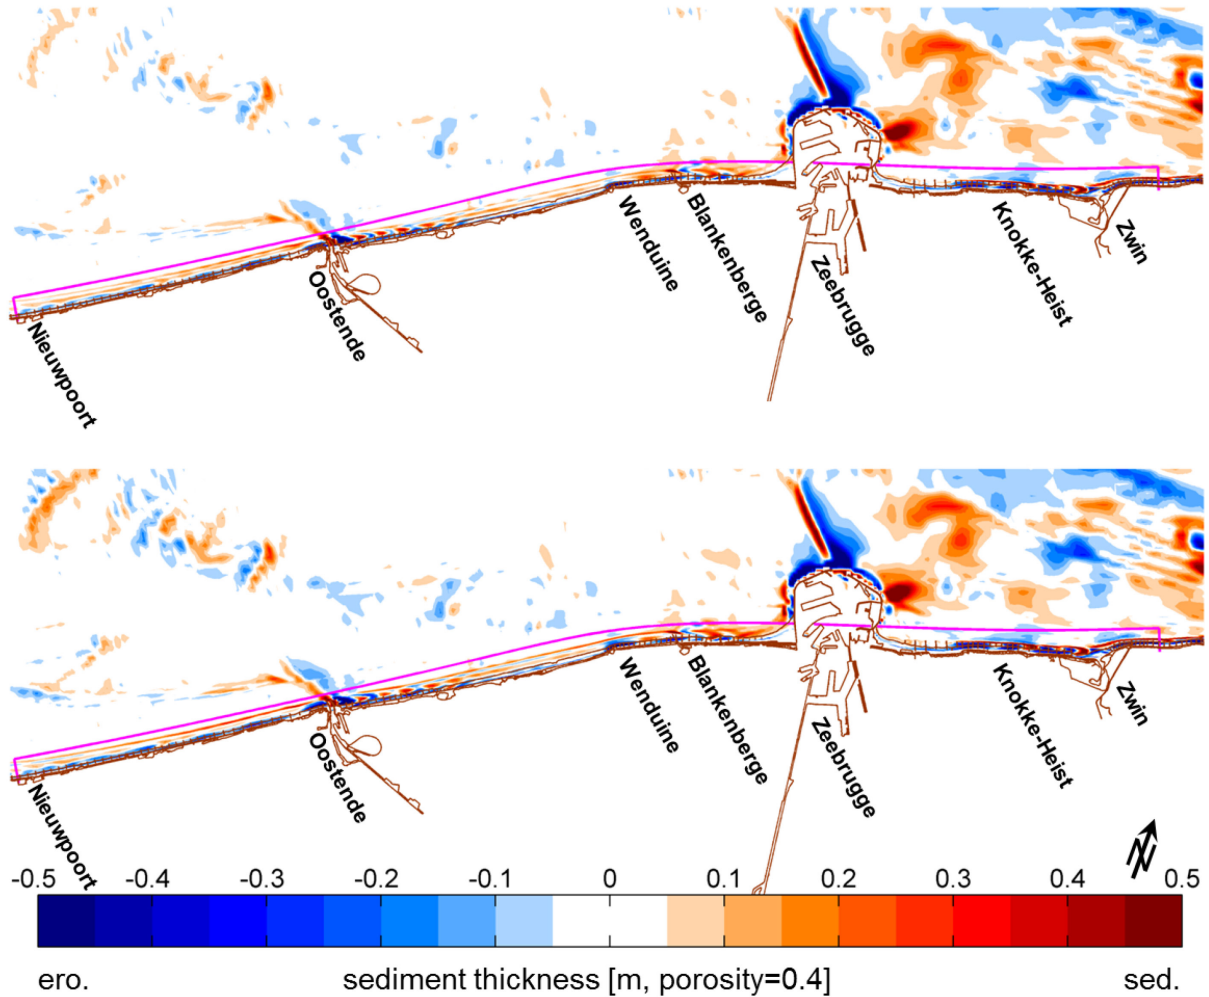 Nieuwpoort
Oostende
Wenduine
Blankenberge
Zeebrugge
Knokke-Heist
Zwin
Nieuwpoort
Oostende
Wenduine
Blankenberge
Zeebrugge
Knokke-Heist
Zwin
N
-0.5 -0.4 -0.3 -0.2 -0.1 0 0.1 0.2 0.3 0.4 0.5
ero. sediment thickness [m, porosity=0.4] sed.